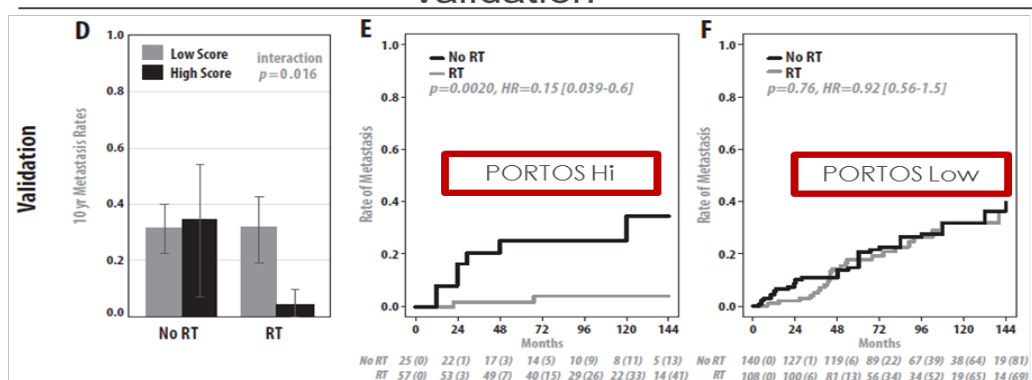 Validation
Validation
D
1.0
0.8
0.6
0.4
0.2
0.0
10 yr Metastasis Rates
Low Score
High Score
interaction
p=0.016
No RT
RT
E
1.0
0.8
0.6
0.4
0.2
0.0
Rate of Metastasis
No RT
RT
p=0.0020, HR=0.15 [0.039-0.6]
PORTOS Hi
0 24 48 72 96 120 144
Months
No RT 25 (0) 22 (1) 17 (3) 14 (5) 10 (9) 8 (11) 5 (13)
RT 57 (0) 53 (3) 49 (7) 40 (15) 29 (26) 22 (33) 14 (41)
F
1.0
0.8
0.6
0.4
0.2
0.0
Rate of Metastasis
No RT
RT
p=0.76, HR=0.92 [0.56-1.5]
PORTOS Low
0 24 48 72 96 120 144
Months
No RT 140 (0) 127 (1) 119 (6) 89 (22) 67 (39) 38 (64) 19 (81)
RT 108 (0) 100 (6) 81 (13) 56 (34) 34 (52) 19 (65) 14 (69)